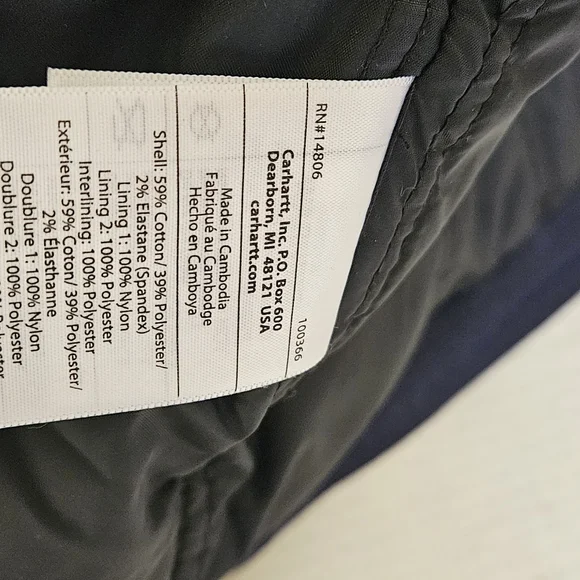 RN#14806 100366
Carhartt, Inc. P.O. Box 600
Dearborn, MI 48121 USA
carhartt.com
Made in Cambodia
Fabriqué au Cambodge
Hecho en Camboya
Shell: 59% Cotton/ 39% Polyester/
2% Elastane (Spandex)
Lining 1: 100% Nylon
Lining 2: 100% Polyester
Interlining: 100% Polyester
Extérieur: 59% Coton/ 39% Polyester/
2% Élasthanne
Doublure 1: 100% Nylon
Doublure 2: 100% Polyester